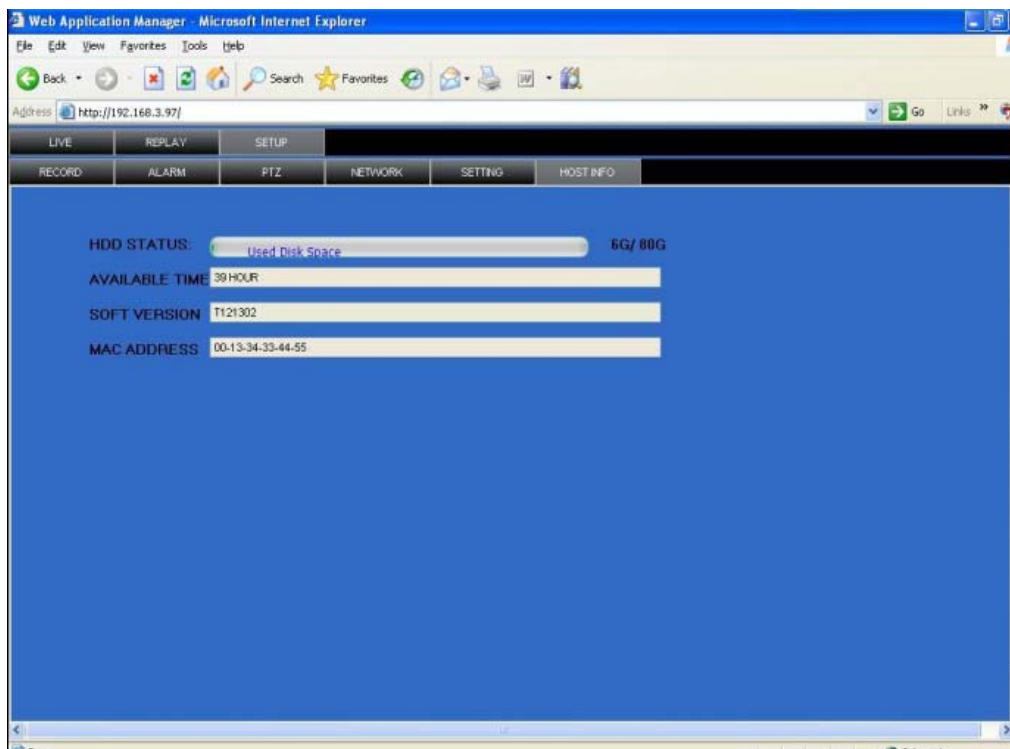 Web Application Manager - Microsoft Internet Explorer
File Edit View Favorites Tools Help
Back Search Favorites
Address http://192.168.3.97/ Go Links »
LIVE REPLAY SETUP
RECORD ALARM PTZ NETWORK SETTING HOST INFO
HDD STATUS: Used Disk Space 6G/ 80G
AVAILABLE TIME 39 HOUR
SOFT VERSION T121302
MAC ADDRESS 00-13-34-33-44-55